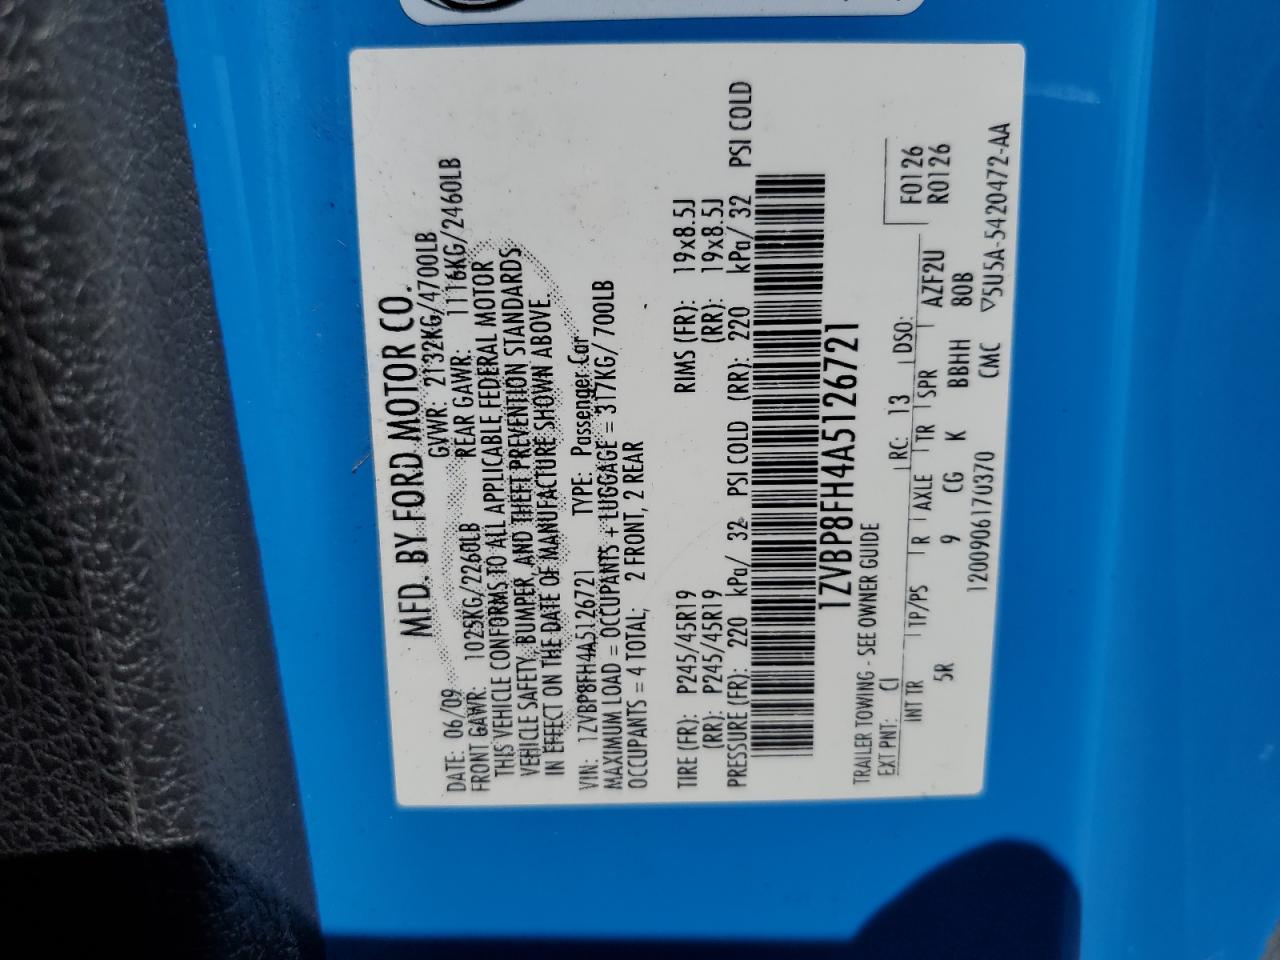 MFD. BY FORD MOTOR CO.
DATE: 06/09 GVWR: 2132KG/4700LB
FRONT GAWR: 1025KG/2260LB REAR GAWR: 1116KG/2460LB
THIS VEHICLE CONFORMS TO ALL APPLICABLE FEDERAL MOTOR
VEHICLE SAFETY, BUMPER, AND THEFT PREVENTION STANDARDS
IN EFFECT ON THE DATE OF MANUFACTURE SHOWN ABOVE.
VIN: 1ZVBP8FH4A5126721 TYPE: Passenger Car
MAXIMUM LOAD = OCCUPANTS + LUGGAGE = 317KG/ 700LB
OCCUPANTS = 4 TOTAL; 2 FRONT, 2 REAR
TIRE (FR): P245/45R19 RIMS (FR): 19x8.5J
(RR): P245/45R19 (RR): 19x8.5J
PRESSURE (FR): 220 kPa/ 32 PSI COLD (RR): 220 kPa/ 32 PSI COLD
1ZVBP8FH4A5126721
TRAILER TOWING - SEE OWNER GUIDE
EXT PNT: CI RC: 13 DSO: F0126
R0126
INT TR TP/PS R AXLE TR SPR AZF2U
5R 9 CG K BBHH 80B
120090617U370 CMC ▽5U5A-5420472-AA